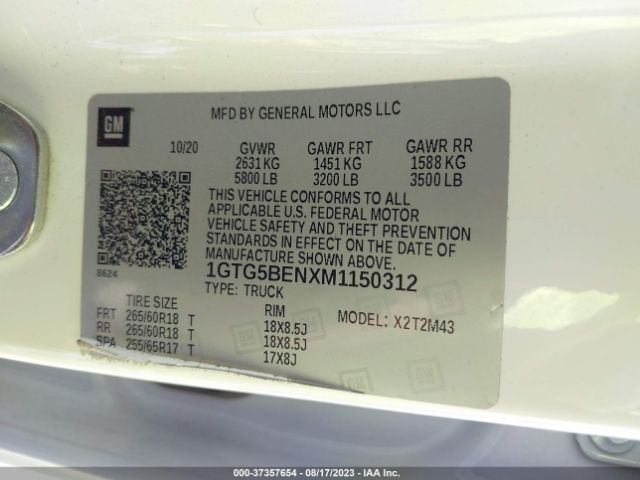 GM
MFD BY GENERAL MOTORS LLC
10/20 GVWR GAWR FRT GAWR RR
2631 KG 1451 KG 1588 KG
5800 LB 3200 LB 3500 LB
THIS VEHICLE CONFORMS TO ALL
APPLICABLE U.S. FEDERAL MOTOR
VEHICLE SAFETY AND THEFT PREVENTION
STANDARDS IN EFFECT ON THE DATE OF
MANUFACTURE SHOWN ABOVE.
8624
1GTG5BENXM1150312
TYPE: TRUCK
TIRE SIZE RIM MODEL: X2T2M43
FRT 265/60R18 T 18X8.5J
RR 265/60R18 T 18X8.5J
SPA 255/65R17 T 17X8J
© - 37357654 - 08/17/2023 - IAA Inc.